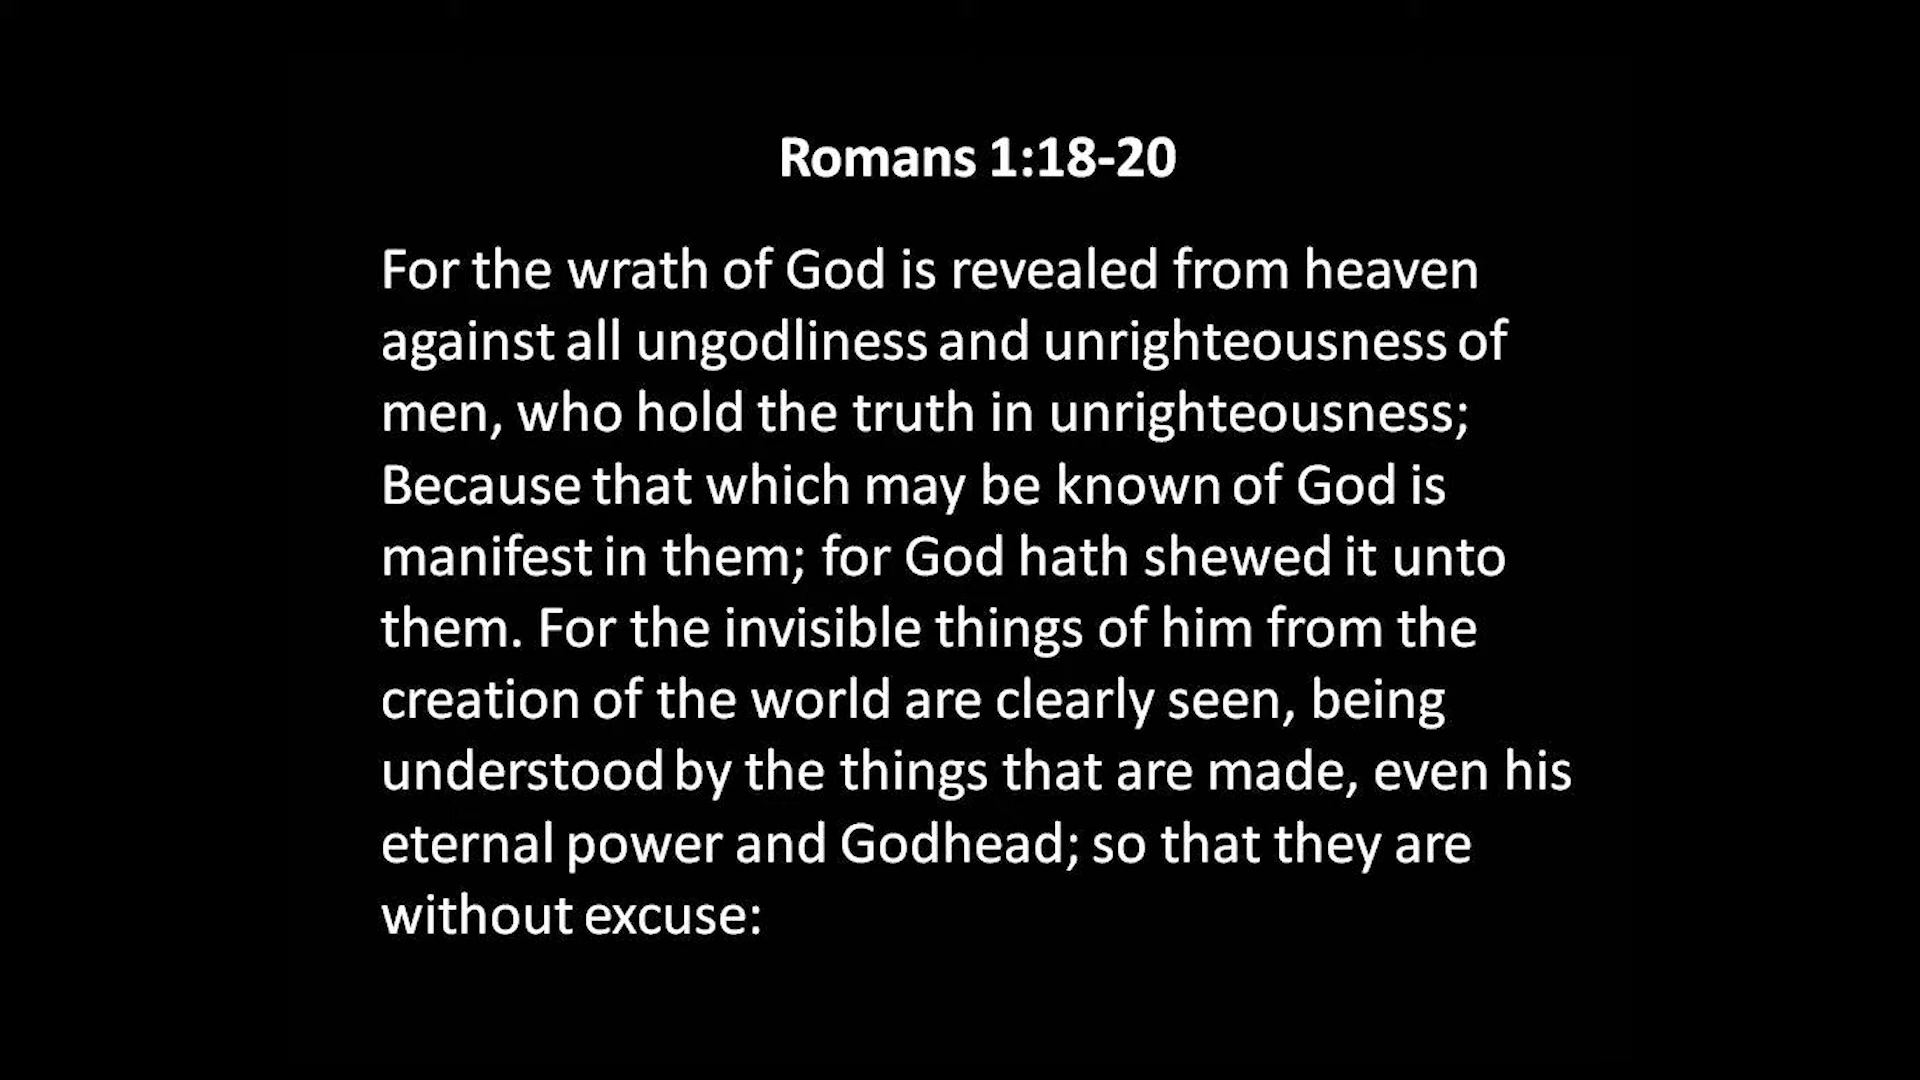 Romans 1:18-20
For the wrath of God is revealed from heaven
against all ungodliness and unrighteousness of
men, who hold the truth in unrighteousness;
Because that which may be known of God is
manifest in them; for God hath shewed it unto
them. For the invisible things of him from the
creation of the world are clearly seen, being
understood by the things that are made, even his
eternal power and Godhead; so that they are
without excuse: